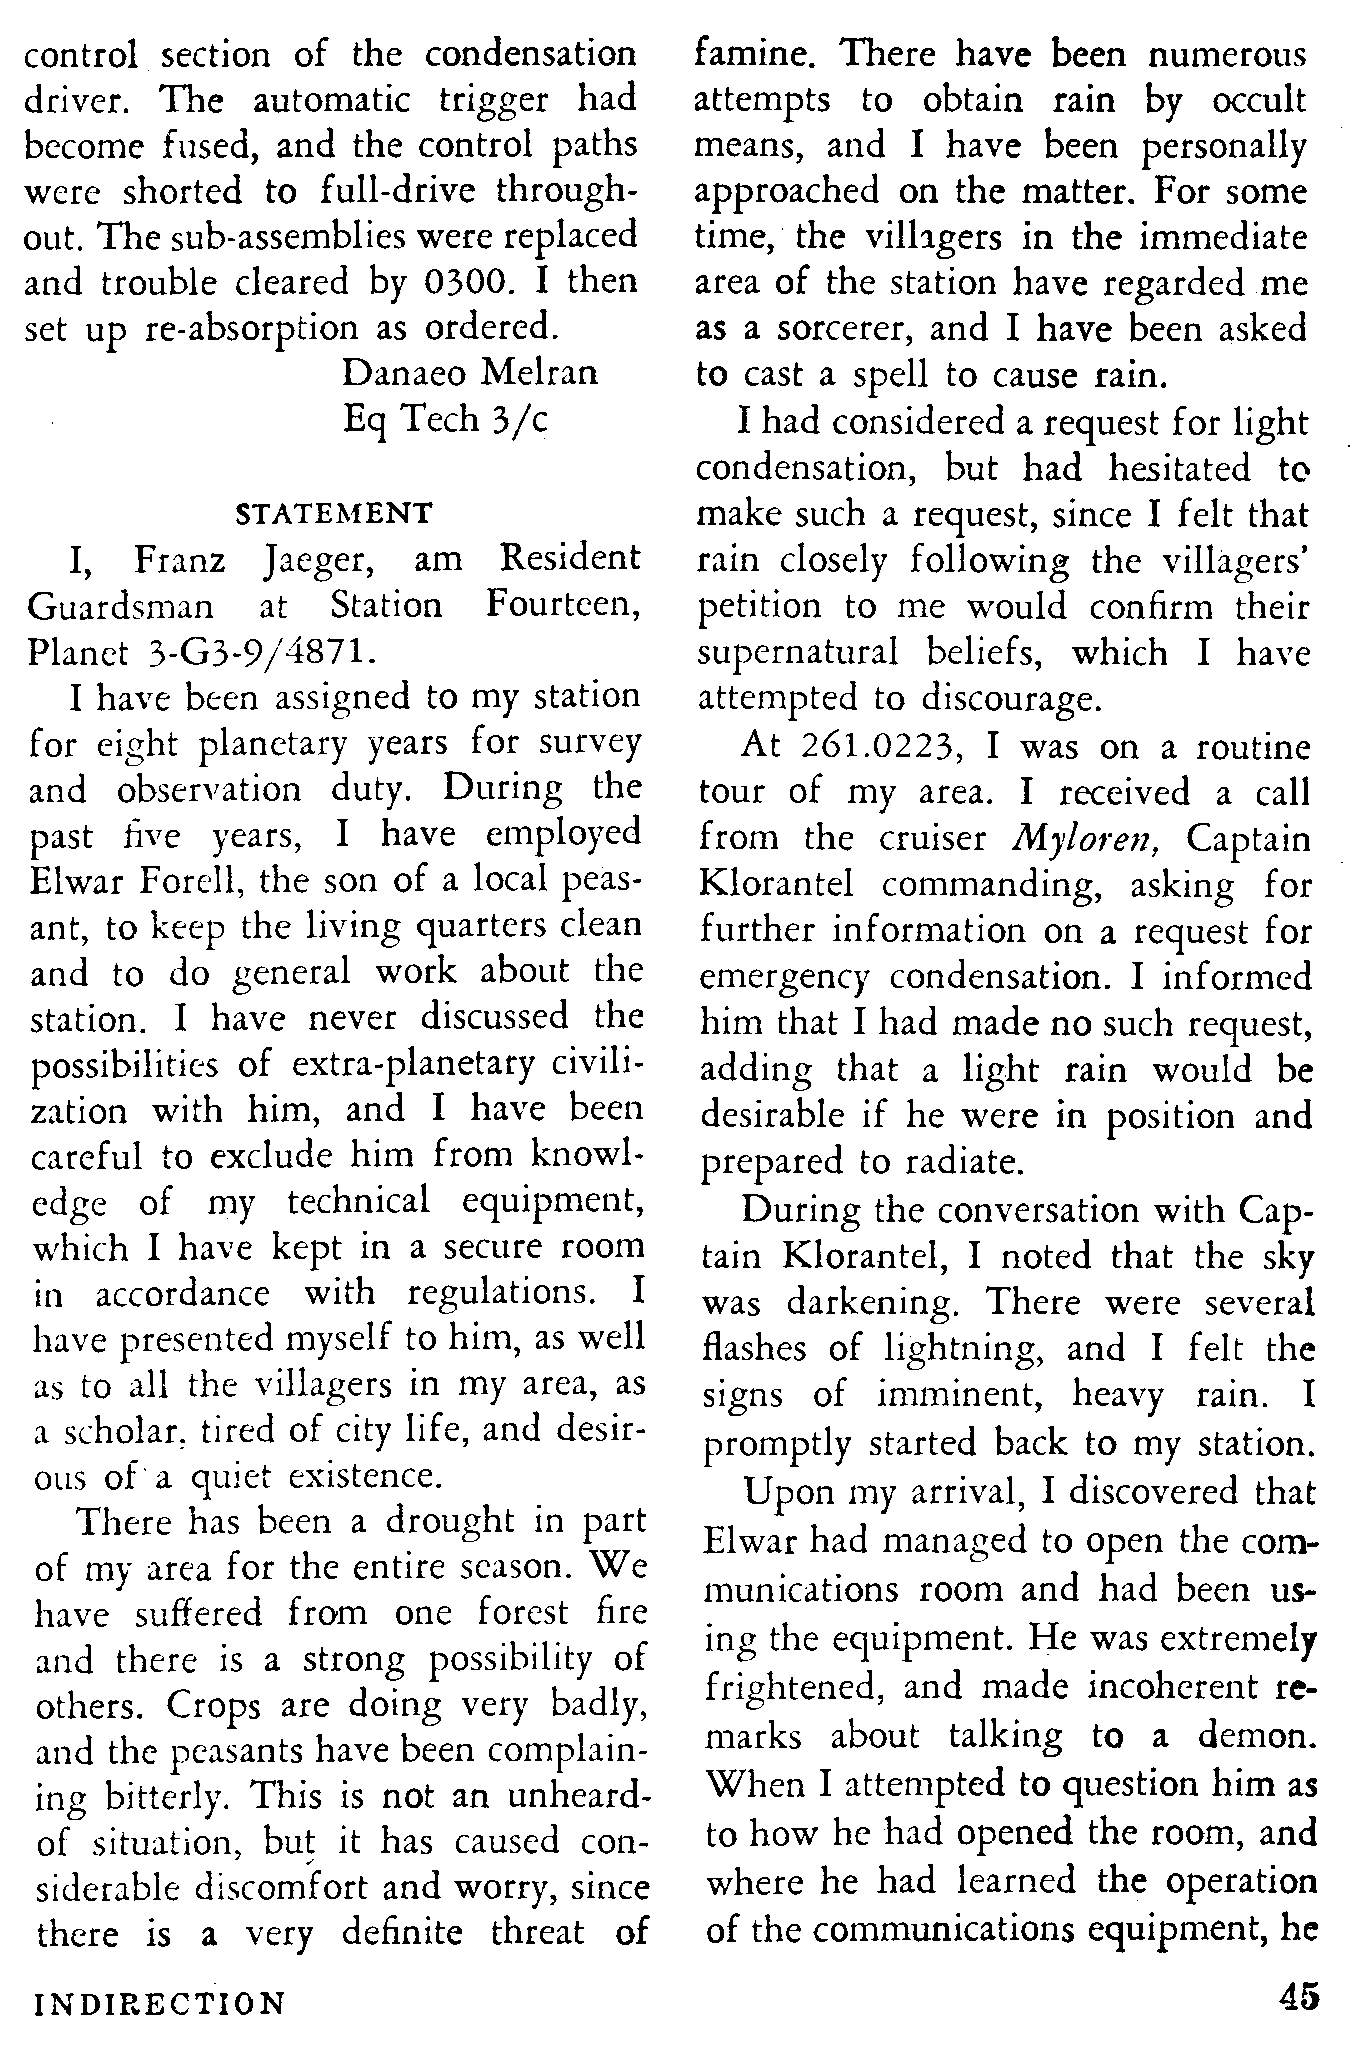 control section of the condensation
driver. The automatic trigger had
become fused, and the control paths
were shorted to full-drive through-
out. The sub-assemblies were replaced
and trouble cleared by 0300. I then
set up re-absorption as ordered.
Danaeo Melran
Eq Tech 3/c
STATEMENT
I, Franz Jaeger, am Resident
Guardsman at Station Fourteen,
Planet 3-G3-9/4871.
I have been assigned to my station
for eight planetary years for survey
and observation duty. During the
past five years, I have employed
Elwar Forell, the son of a local peas-
ant, to keep the living quarters clean
and to do general work about the
station. I have never discussed the
possibilities of extra-planetary civili-
zation with him, and I have been
careful to exclude him from knowl-
edge of my technical equipment,
which I have kept in a secure room
in accordance with regulations. I
have presented myself to him, as well
as to all the villagers in my area, as
a scholar, tired of city life, and desir-
ous of a quiet existence.
There has been a drought in part
of my area for the entire season. We
have suffered from one forest fire
and there is a strong possibility of
others. Crops are doing very badly,
and the peasants have been complain-
ing bitterly. This is not an unheard-
of situation, but it has caused con-
siderable discomfort and worry, since
there is a very definite threat of
famine. There have been numerous
attempts to obtain rain by occult
means, and I have been personally
approached on the matter. For some
time, the villagers in the immediate
area of the station have regarded me
as a sorcerer, and I have been asked
to cast a spell to cause rain.
I had considered a request for light
condensation, but had hesitated to
make such a request, since I felt that
rain closely following the villagers'
petition to me would confirm their
supernatural beliefs, which I have
attempted to discourage.
At 261.0223, I was on a routine
tour of my area. I received a call
from the cruiser Myloren, Captain
Klorantel commanding, asking for
further information on a request for
emergency condensation. I informed
him that I had made no such request,
adding that a light rain would be
desirable if he were in position and
prepared to radiate.
During the conversation with Cap-
tain Klorantel, I noted that the sky
was darkening. There were several
flashes of lightning, and I felt the
signs of imminent, heavy rain. I
promptly started back to my station.
Upon my arrival, I discovered that
Elwar had managed to open the com-
munications room and had been us-
ing the equipment. He was extremely
frightened, and made incoherent re-
marks about talking to a demon.
When I attempted to question him as
to how he had opened the room, and
where he had learned the operation
of the communications equipment, he
INDIRECTION
45